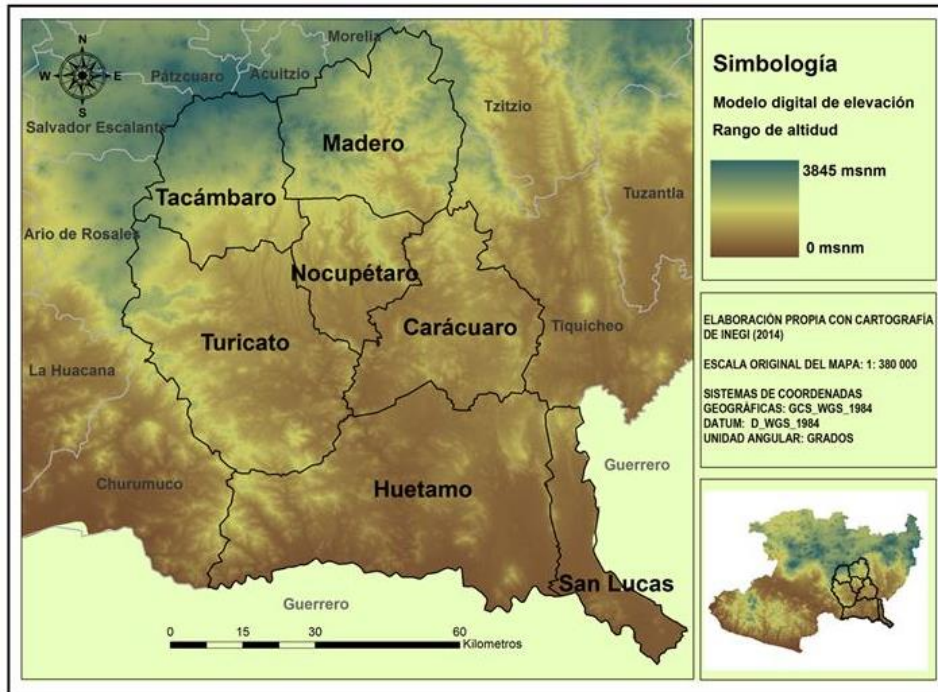 N
W E
S
Morelia
Pátzcuaro
Acuitzio
Tzitzio
Salvador Escalante
Madero
Tuzantla
Tacámbaro
Ario de Rosales
Nocupétaro
Carácuaro
Tiquicheo
Turicato
La Huacana
Guerrero
Churumuco
Huetamo
San Lucas
Guerrero
0 15 30 60
Kilometros
Simbología
Modelo digital de elevación
Rango de altidud
3845 msnm
0 msnm
ELABORACIÓN PROPIA CON CARTOGRAFÍA
DE INEGI (2014)
ESCALA ORIGINAL DEL MAPA: 1: 380 000
SISTEMAS DE COORDENADAS
GEOGRÁFICAS: GCS_WGS_1984
DATUM: D_WGS_1984
UNIDAD ANGULAR: GRADOS